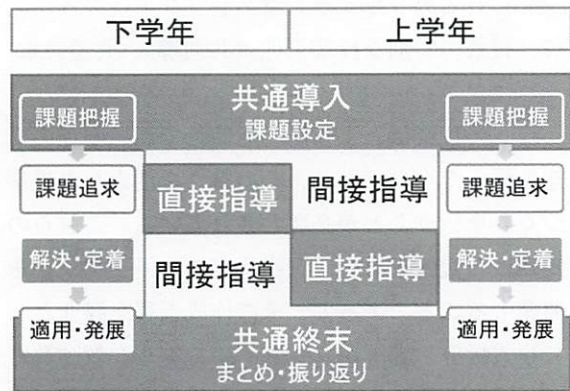 下学年
上学年
共通導入
課題設定
課題把握
課題把握
課題追求
直接指導
間接指導
課題追求
解決・定着
間接指導
直接指導
解決・定着
適用・発展
共通終末
まとめ・振り返り
適用・発展